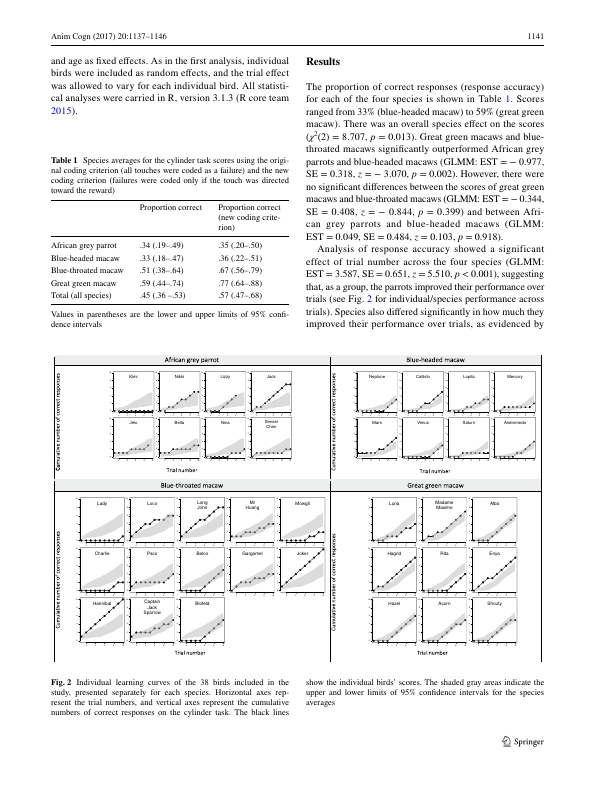 Anim Cogn (2017) 20:1137–1146
1141
and age as fixed effects. As in the first analysis, individual
birds were included as random effects, and the trial effect
was allowed to vary for each individual bird. All statisti-
cal analyses were carried in R, version 3.1.3 (R core team
2015).
Table 1 Species averages for the cylinder task scores using the origi-
nal coding criterion (all touches were coded as a failure) and the new
coding criterion (failures were coded only if the touch was directed
toward the reward)
Proportion correct
Proportion correct
(new coding crite-
rion)
African grey parrot .34 (.19–.49) .35 (.20–.50)
Blue-headed macaw .33 (.18–.47) .36 (.22–.51)
Blue-throated macaw .51 (.38–.64) .67 (.56–.79)
Great green macaw .59 (.44–.74) .77 (.64–.88)
Total (all species) .45 (.36 –.53) .57 (.47–.68)
Values in parentheses are the lower and upper limits of 95% confi-
dence intervals
Results
The proportion of correct responses (response accuracy)
for each of the four species is shown in Table 1. Scores
ranged from 33% (blue-headed macaw) to 59% (great green
macaw). There was an overall species effect on the scores
(χ²(2) = 8.707, p = 0.013). Great green macaws and blue-
throated macaws significantly outperformed African grey
parrots and blue-headed macaws (GLMM: EST = − 0.977,
SE = 0.318, z = − 3.070, p = 0.002). However, there were
no significant differences between the scores of great green
macaws and blue-throated macaws (GLMM: EST = − 0.344,
SE = 0.408, z = − 0.844, p = 0.399) and between Afri-
can grey parrots and blue-headed macaws (GLMM:
EST = 0.049, SE = 0.484, z = 0.103, p = 0.918).
Analysis of response accuracy showed a significant
effect of trial number across the four species (GLMM:
EST = 3.587, SE = 0.651, z = 5.510, p < 0.001), suggesting
that, as a group, the parrots improved their performance over
trials (see Fig. 2 for individual/species performance across
trials). Species also differed significantly in how much they
improved their performance over trials, as evidenced by
African grey parrot
Cumulative number of correct responses
Nikki
Lizzy
Jack
Jelo
Bella
Nina
Sensei
Chan
Trial number
Blue-headed macaw
Cumulative number of correct responses
Neptune
Callisto
Loplita
Mercury
Mars
Venus
Saturn
Andromeda
Trial number
Blue-throated macaw
Cumulative number of correct responses
Lady
Loco
Long
John
Mr
Huang
Mowgli
Charlie
Paco
Baloo
Gargamel
Joker
Hannibal
Captain
Jack
Sparrow
Blofeld
Trial number
Great green macaw
Cumulative number of correct responses
Luna
Madame
Maxime
Alba
Hagrid
Rita
Enya
Hazel
Acorn
Shouty
Trial number
Fig. 2 Individual learning curves of the 38 birds included in the
study, presented separately for each species. Horizontal axes rep-
resent the trial numbers, and vertical axes represent the cumulative
numbers of correct responses on the cylinder task. The black lines
show the individual birds' scores. The shaded gray areas indicate the
upper and lower limits of 95% confidence intervals for the species
averages
Springer